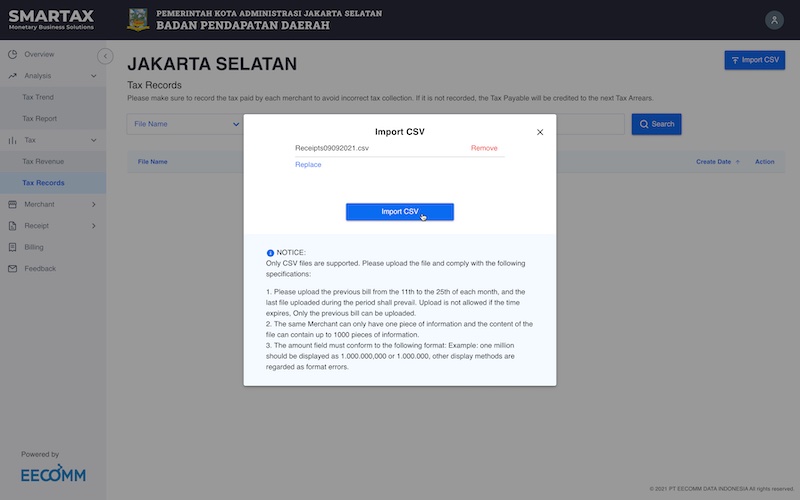 SMARTAX
Monetary Business Solutions
PEMERINTAH KOTA ADMINISTRASI JAKARTA SELATAN
BADAN PENDAPATAN DAERAH
Overview
Analysis
Tax Trend
Tax Report
Tax
Tax Revenue
Tax Records
Merchant
Receipt
Billing
Feedback
Powered by
EECOMM
JAKARTA SELATAN
Import CSV
Tax Records
Please make sure to record the tax paid by each merchant to avoid incorrect tax collection. If it is not recorded, the Tax Payable will be credited to the next Tax Arrears.
File Name
Search
File Name
Create Date
Action
Import CSV
Receipts09092021.csv
Remove
Replace
Import CSV
NOTICE:
Only CSV files are supported. Please upload the file and comply with the following
specifications:
1. Please upload the previous bill from the 11th to the 25th of each month, and the
last file uploaded during the period shall prevail. Upload is not allowed if the time
expires, Only the previous bill can be uploaded.
2. The same Merchant can only have one piece of information and the content of the
file can contain up to 1000 pieces of information.
3. The amount field must conform to the following format: Example: one million
should be displayed as 1.000.000,000 or 1.000.000, other display methods are
regarded as format errors.
© 2021 PT EECOMM DATA INDONESIA All rights reserved.